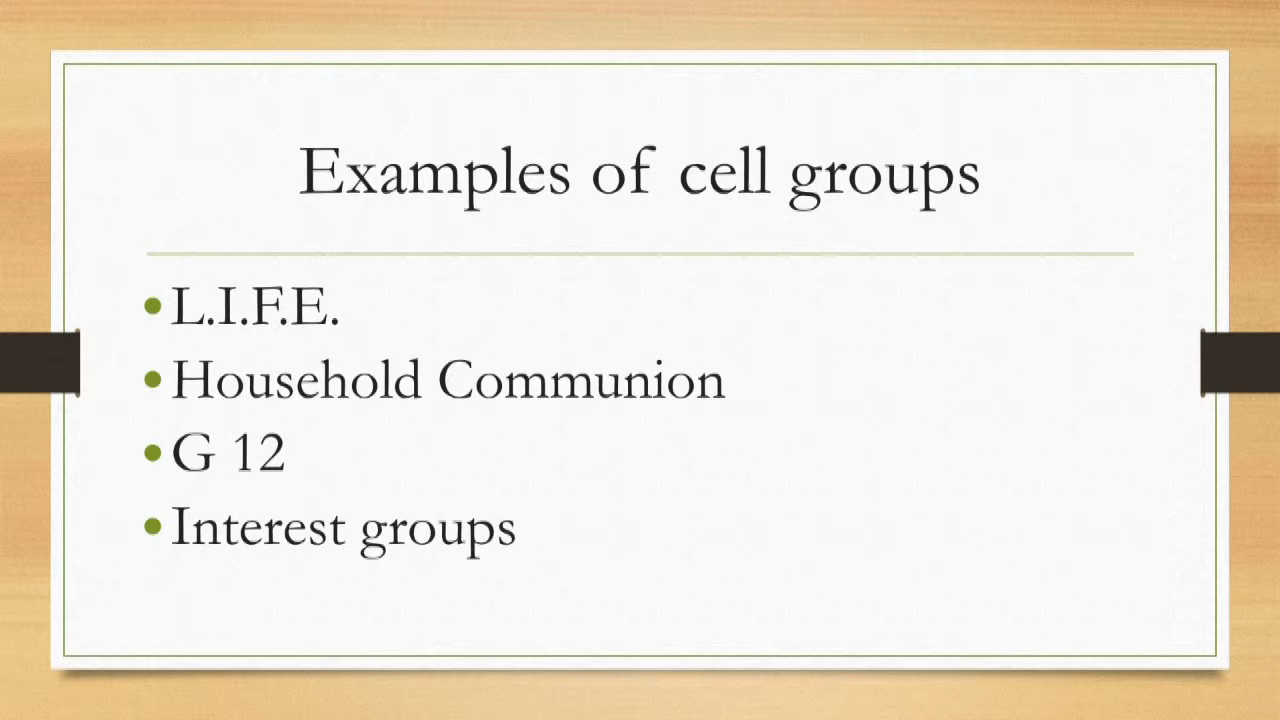 Examples of cell groups
• L.I.F.E.
• Household Communion
• G 12
• Interest groups